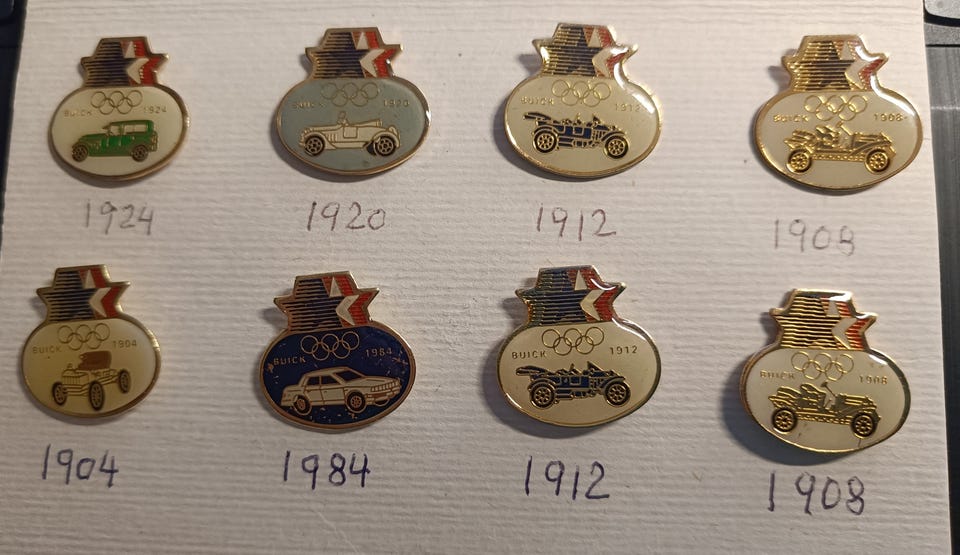 BUICK 1924
BUICK 1920
BUICK 1912
BUICK 1908
1924
1920
1912
1908
BUICK 1904
BUICK 1984
BUICK 1912
BUICK 1908
1904
1984
1912
1908